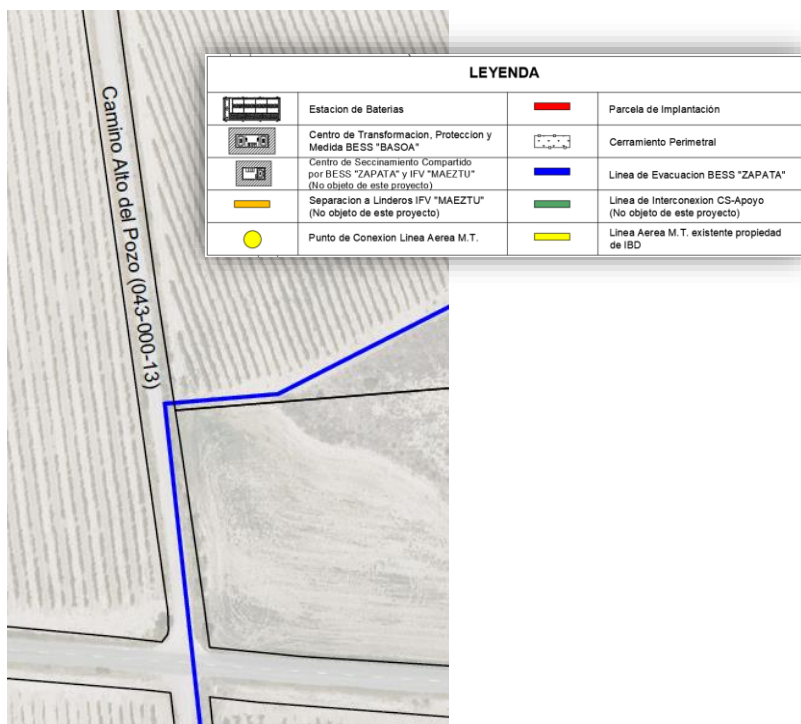 Camino Alto del Pozo (043-000-13)
LEYENDA
Estacion de Baterias
Parcela de Implantación
Centro de Transformacion, Proteccion y
Medida BESS "BASOA"
Cerramiento Perimetral
Centro de Seccinamiento Compartido
por BESS "ZAPATA" y IFV "MAEZTU"
(No objeto de este proyecto)
Linea de Evacuacion BESS "ZAPATA"
Separacion a Linderos IFV "MAEZTU"
(No objeto de este proyecto)
Linea de Interconexion CS-Apoyo
(No objeto de este proyecto)
Punto de Conexion Linea Aerea M.T.
Linea Aerea M.T. existente propiedad
de IBD